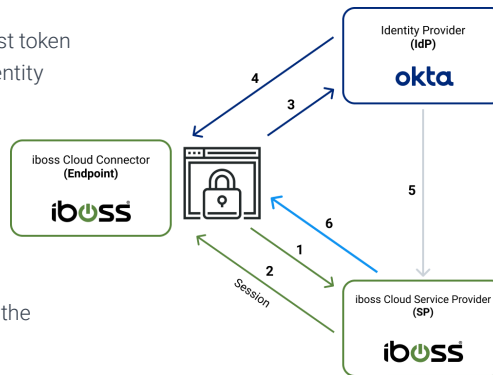 st token
entity
the
Identity Provider
(IdP)
okta
4
3
iboss Cloud Connector
(Endpoint)
iboss
5
6
1
2
Session
iboss Cloud Service Provider
(SP)
iboss